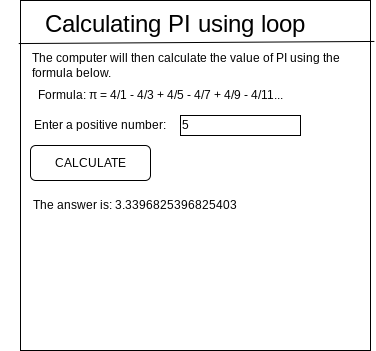 Calculating PI using loop
The computer will then calculate the value of PI using the
formula below.
Formula: π = 4/1 - 4/3 + 4/5 - 4/7 + 4/9 - 4/11...
Enter a positive number: 5
CALCULATE
The answer is: 3.3396825396825403